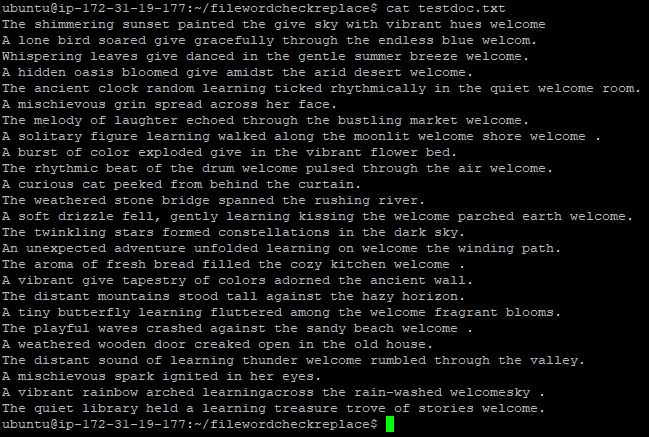 ubuntu@ip-172-31-19-177:~/filewordcheckreplace$ cat testdoc.txt
The shimmering sunset painted the give sky with vibrant hues welcome
A lone bird soared give gracefully through the endless blue welcom.
Whispering leaves give danced in the gentle summer breeze welcome.
A hidden oasis bloomed give amidst the arid desert welcome.
The ancient clock random learning ticked rhythmically in the quiet welcome room.
A mischievous grin spread across her face.
The melody of laughter echoed through the bustling market welcome.
A solitary figure learning walked along the moonlit welcome shore welcome .
A burst of color exploded give in the vibrant flower bed.
The rhythmic beat of the drum welcome pulsed through the air welcome.
A curious cat peeked from behind the curtain.
The weathered stone bridge spanned the rushing river.
A soft drizzle fell, gently learning kissing the welcome parched earth welcome.
The twinkling stars formed constellations in the dark sky.
An unexpected adventure unfolded learning on welcome the winding path.
The aroma of fresh bread filled the cozy kitchen welcome .
A vibrant give tapestry of colors adorned the ancient wall.
The distant mountains stood tall against the hazy horizon.
A tiny butterfly learning fluttered among the welcome fragrant blooms.
The playful waves crashed against the sandy beach welcome .
A weathered wooden door creaked open in the old house.
The distant sound of learning thunder welcome rumbled through the valley.
A mischievous spark ignited in her eyes.
A vibrant rainbow arched learningacross the rain-washed welcomesky .
The quiet library held a learning treasure trove of stories welcome.
ubuntu@ip-172-31-19-177:~/filewordcheckreplace$